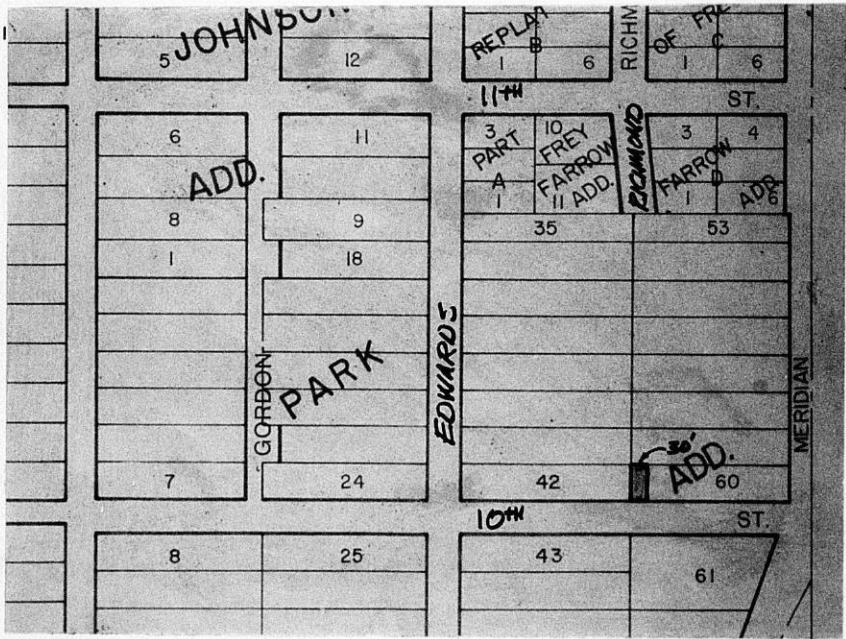 5 JOHNSON
12
REPLAT
B
1
6
RICHM
OF FRE
C
1
6
11TH
ST.
6
11
3
PART
A
1
10
FREY
FARROW
ADD.
11
RICHMOND
3
4
FARROW
D
1
ADD
6
ADD.
8
9
35
53
1
18
GORDON
PARK
EDWARDS
MERIDIAN
30'
ADD.
7
24
42
60
10TH
ST.
8
25
43
61